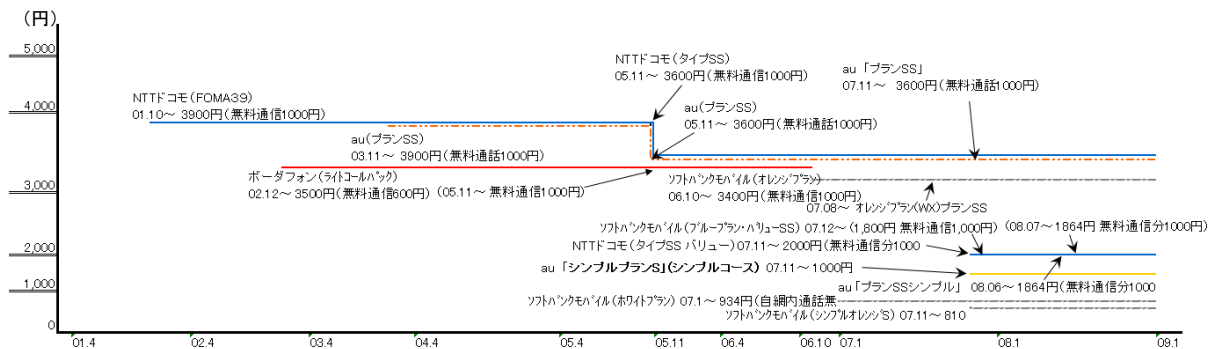 (円)
5,000
4,000
3,000
2,000
1,000
0
NTTドコモ(FOMA39)
01.10～ 3900円(無料通信1000円)
au(プランSS)
03.11～ 3900円(無料通話1000円)
ボーダフォン(ライトコールパック)
02.12～ 3500円(無料通信600円)
(05.11～ 無料通信1000円)
NTTドコモ(タイプSS)
05.11～ 3600円(無料通信1000円)
au(プランSS)
05.11～ 3600円(無料通話1000円)
au「プランSS」
07.11～ 3600円(無料通話1000円)
ソフトバンクモバイル(オレンジプラン)
06.10～ 3400円(無料通信1000円)
07.08～ オレンジプラン(WX)プランSS
ソフトバンクモバイル(ブループラン・バリューSS) 07.12～ (1,800円 無料通信1,000円)
(08.07～1864円 無料通信分1000円)
NTTドコモ(タイプSS バリュー) 07.11～ 2000円(無料通信分1000
au「シンプルプランS」(シンプルコース) 07.11～ 1000円
au「プランSSシンプル」 08.06～ 1864円(無料通信分1000
ソフトバンクモバイル(ホワイトプラン) 07.1～ 934円(自網内通話無
ソフトバンクモバイル(シンプルオレンジS) 07.11～ 810
01.4
02.4
03.4
04.4
05.4
05.11
06.4
06.10
07.1
08.1
09.1